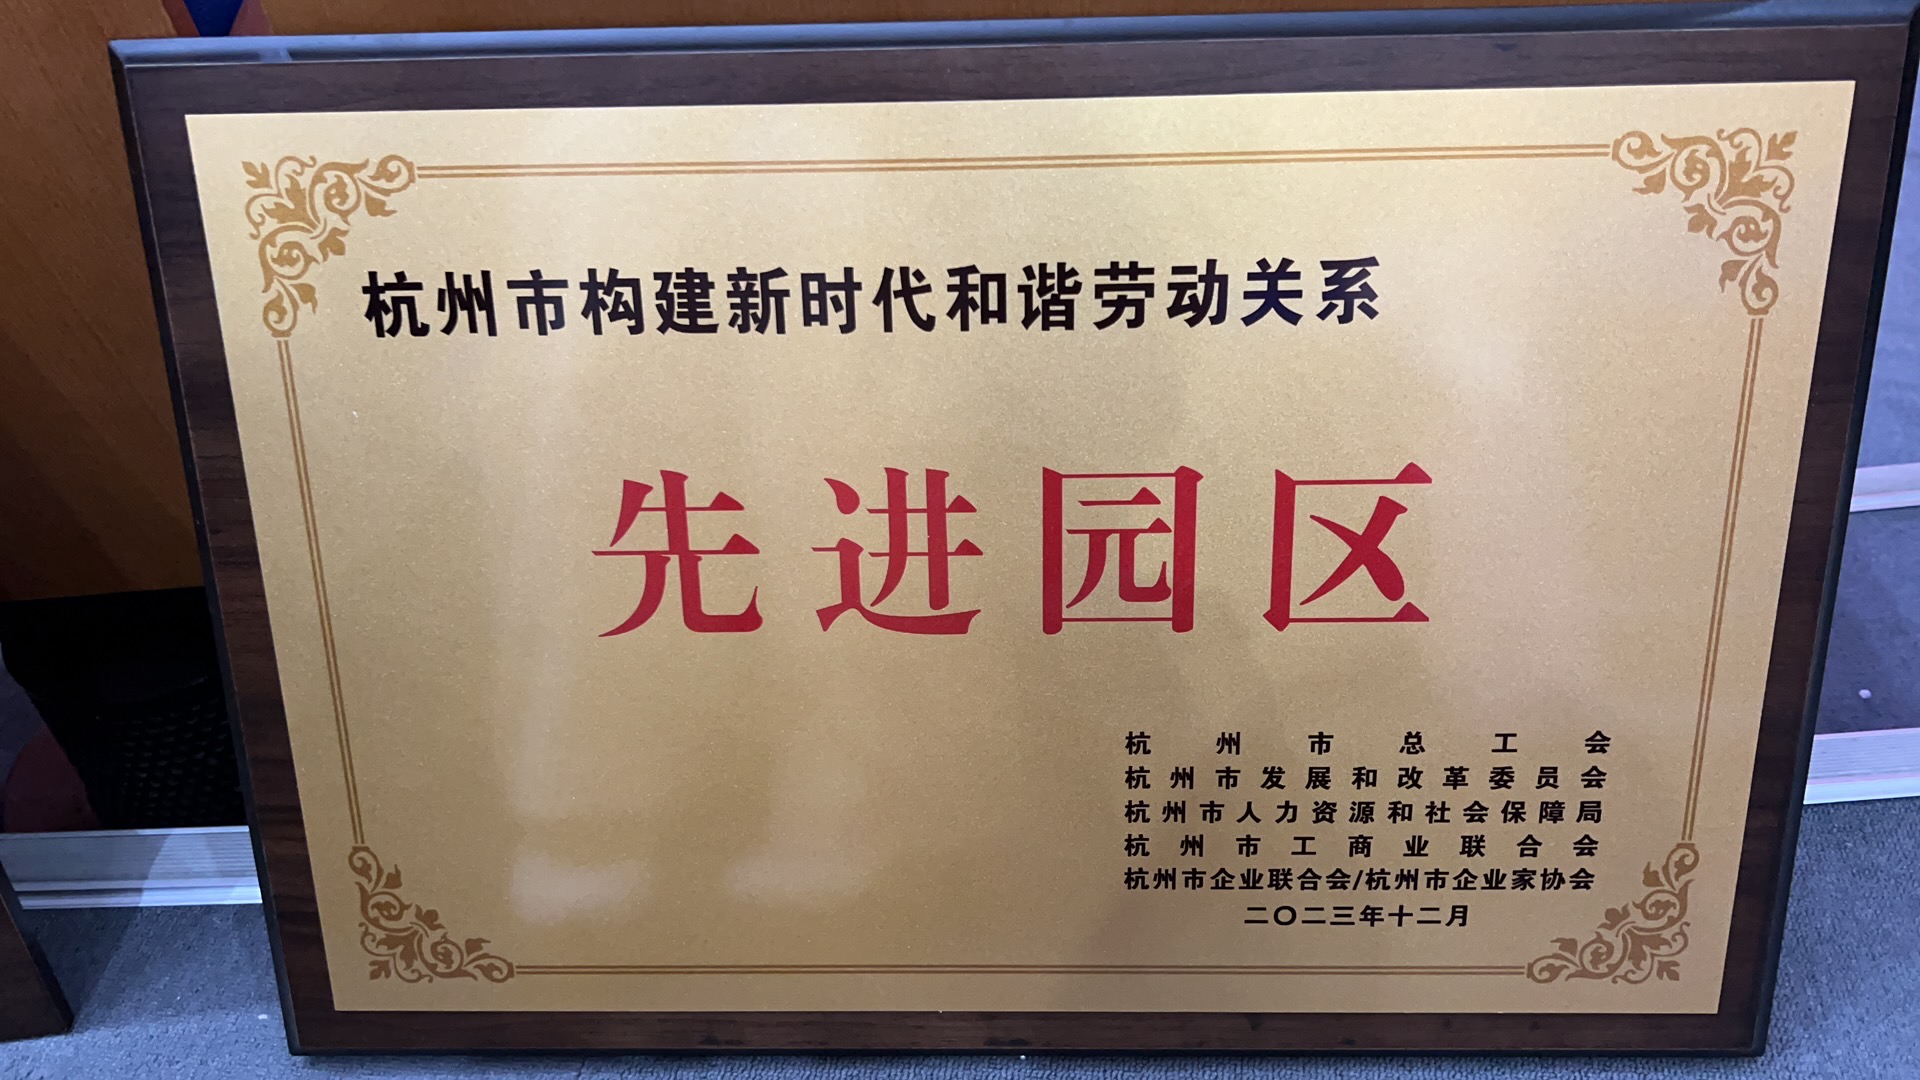 杭州市构建新时代和谐劳动关系
先进园区
杭州市总工会
杭州市发展和改革委员会
杭州市人力资源和社会保障局
杭州市工商业联合会
杭州市企业联合会/杭州市企业家协会
二〇二三年十二月